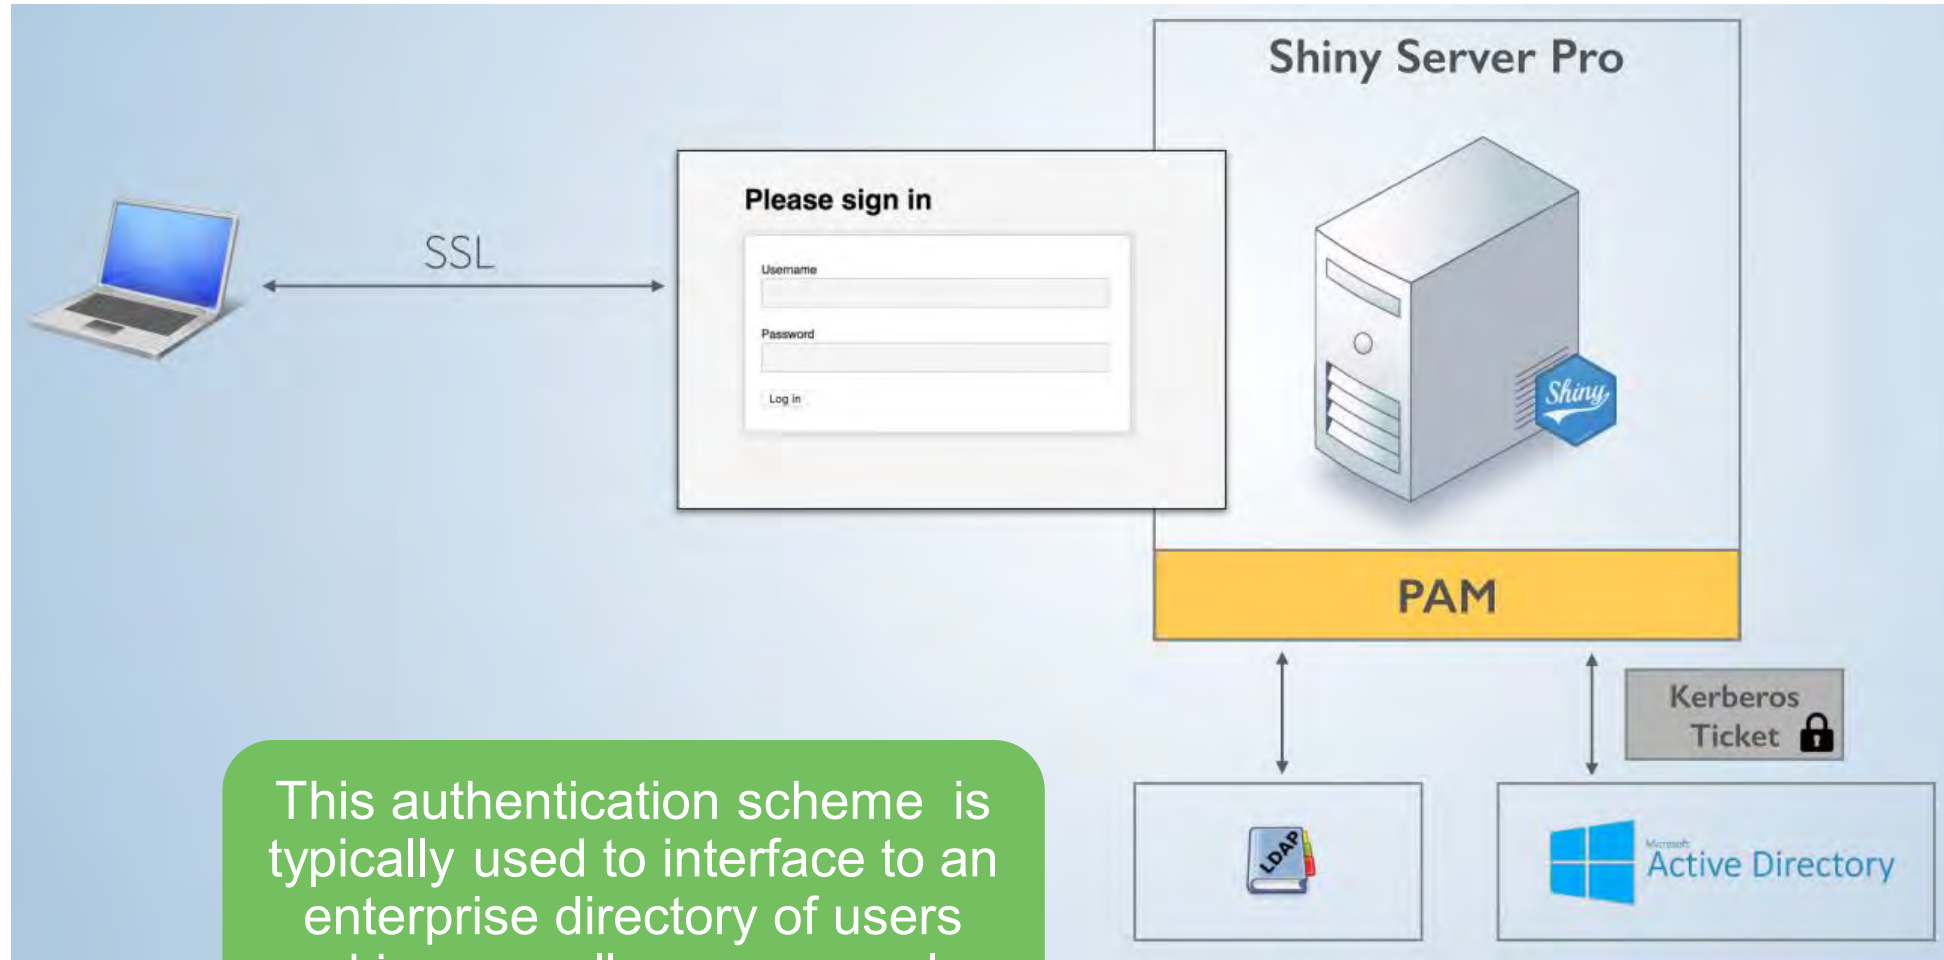 Shiny Server Pro
Please sign in
Username
Password
Log in
SSL
Shiny
PAM
Kerberos
Ticket
LDAP
Microsoft
Active Directory
This authentication scheme is
typically used to interface to an
enterprise directory of users